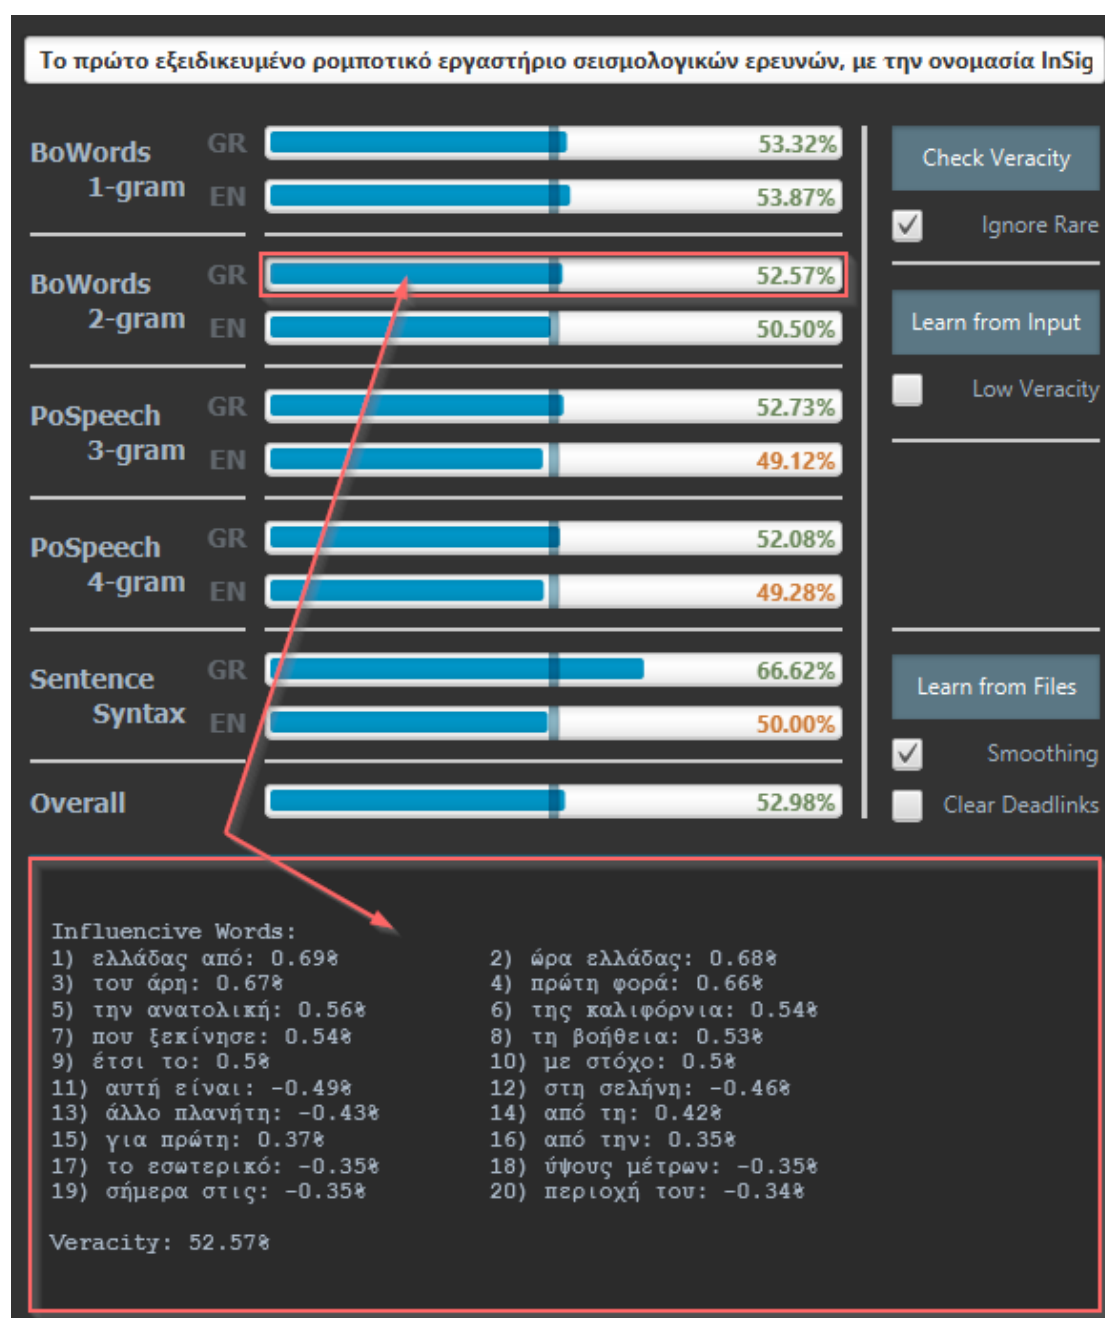 Το πρώτο εξειδικευμένο ρομποτικό εργαστήριο σεισμολογικών ερευνών, με την ονομασία InSig
BoWords GR 53.32%
1-gram EN 53.87%
BoWords GR 52.57%
2-gram EN 50.50%
PoSpeech GR 52.73%
3-gram EN 49.12%
PoSpeech GR 52.08%
4-gram EN 49.28%
Sentence GR 66.62%
Syntax EN 50.00%
Overall 52.98%
Check Veracity
Ignore Rare
Learn from Input
Low Veracity
Learn from Files
Smoothing
Clear Deadlinks
Influencive Words:
1) ελλάδας από: 0.69% 2) ώρα ελλάδας: 0.68%
3) του άρη: 0.67% 4) πρώτη φορά: 0.66%
5) την ανατολική: 0.56% 6) της καλιφόρνια: 0.54%
7) που ξεκίνησε: 0.54% 8) τη βοήθεια: 0.53%
9) έτσι το: 0.5% 10) με στόχο: 0.5%
11) αυτή είναι: -0.49% 12) στη σελήνη: -0.46%
13) άλλο πλανήτη: -0.43% 14) από τη: 0.42%
15) για πρώτη: 0.37% 16) από την: 0.35%
17) το εσωτερικό: -0.35% 18) ύψους μέτρων: -0.35%
19) σήμερα στις: -0.35% 20) περιοχή του: -0.34%
Veracity: 52.57%